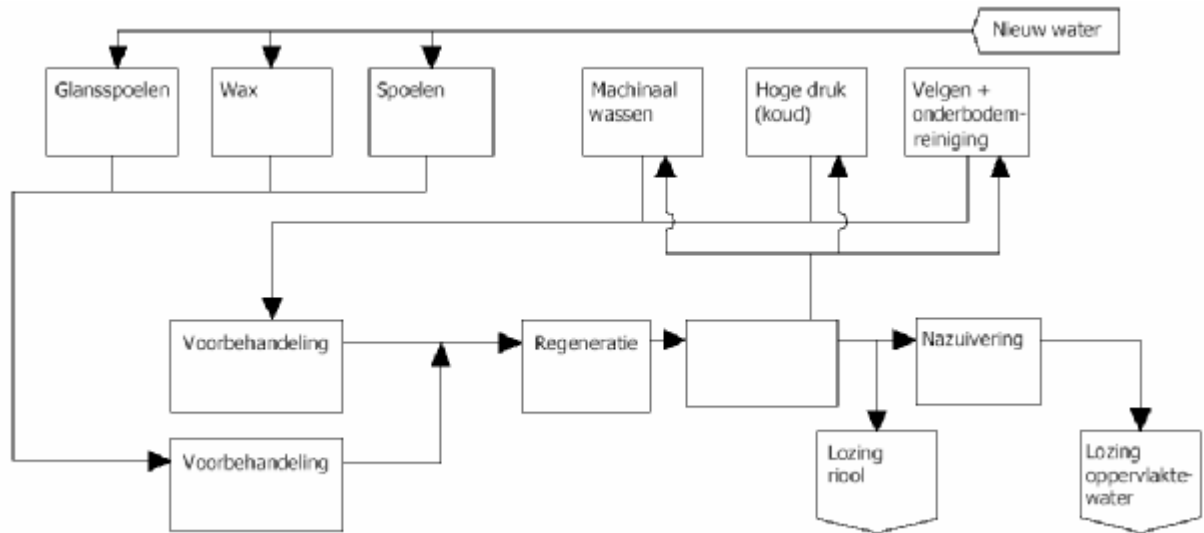 Nieuw water
Glansspoelen
Wax
Spoelen
Machinaal
wassen
Hoge druk
(koud)
Velgen +
onderbodem-
reiniging
Voorbehandeling
Regeneratie
Nazuivering
Voorbehandeling
Lozing
riool
Lozing
oppervlakte-
water